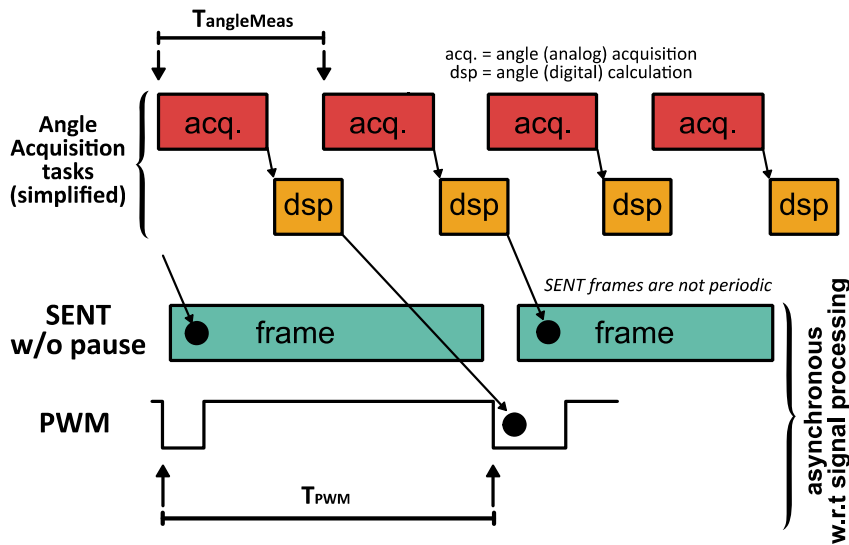 TangleMeas
acq. = angle (analog) acquisition
dsp = angle (digital) calculation
Angle
Acquisition
tasks
(simplified)
acq.
acq.
acq.
acq.
dsp
dsp
dsp
dsp
SENT frames are not periodic
SENT
w/o pause
frame
frame
PWM
TPWM
asynchronous
w.r.t signal processing